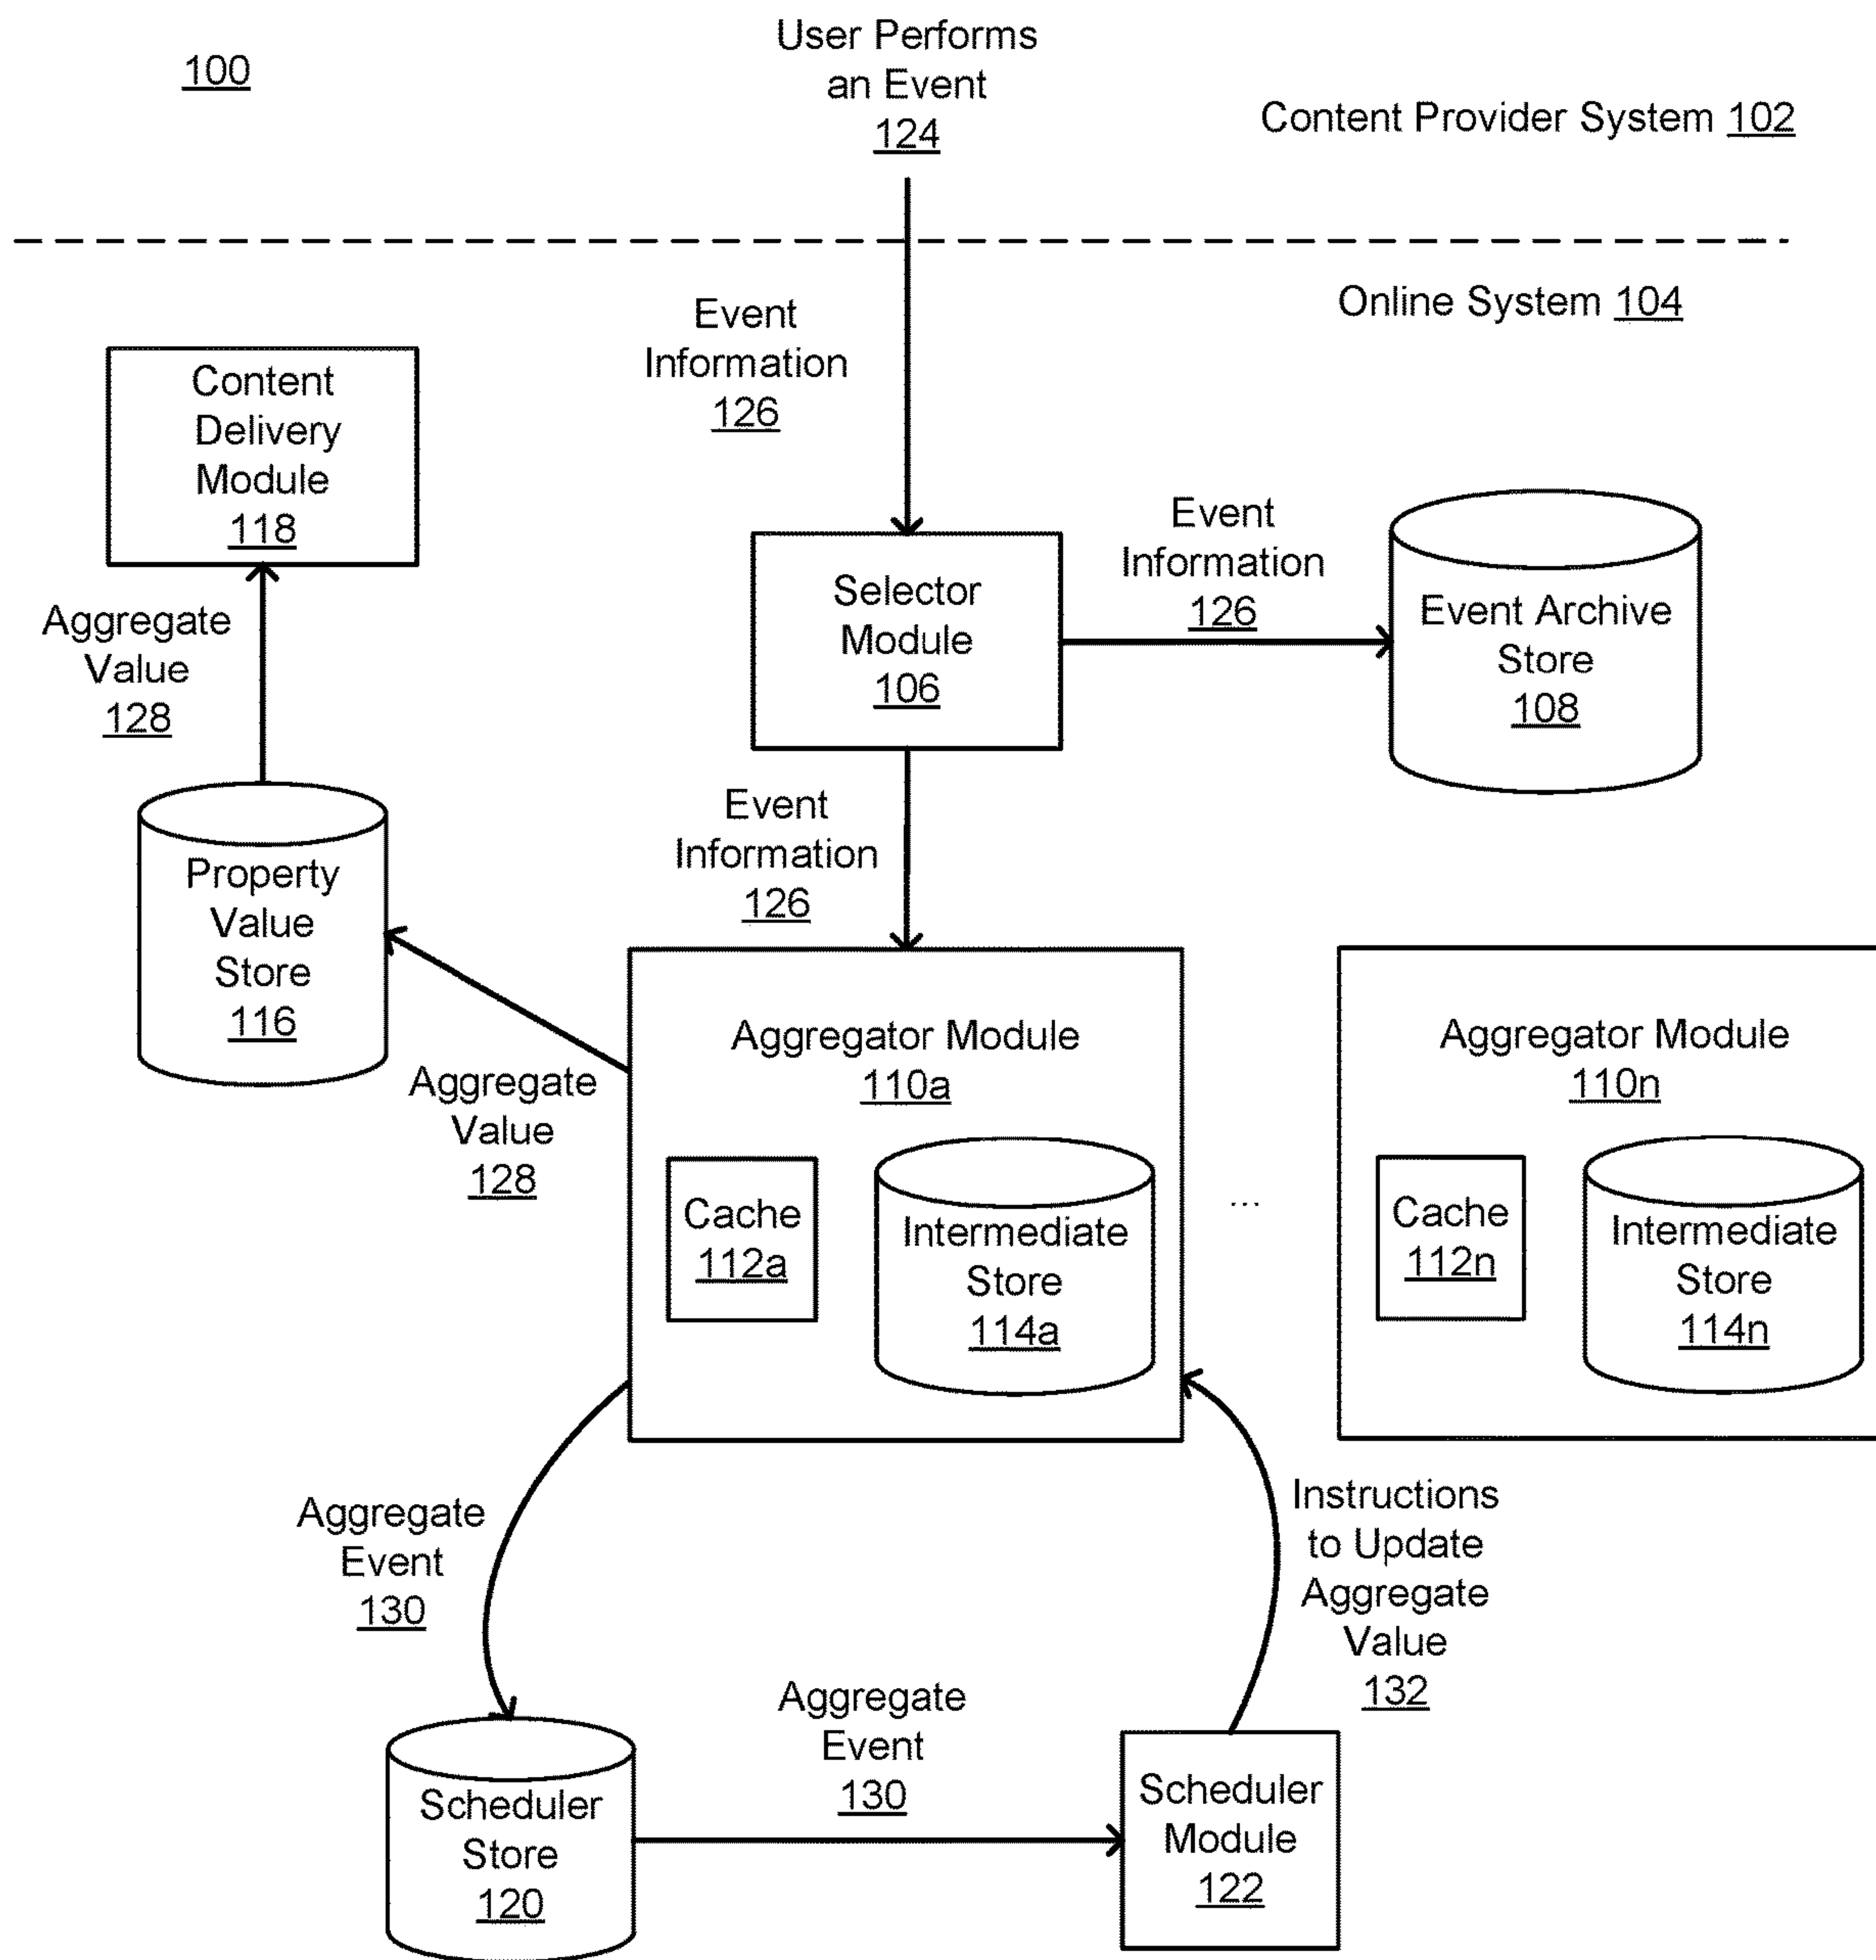 100
User Performs
an Event
124
Content Provider System 102
Online System 104
Event
Information
126
Content
Delivery
Module
118
Event
Information
126
Selector
Module
106
Event Archive
Store
108
Aggregate
Value
128
Event
Information
126
Property
Value
Store
116
Aggregate
Value
128
Aggregator Module
110a
Cache
112a
Intermediate
Store
114a
...
Aggregator Module
110n
Cache
112n
Intermediate
Store
114n
Aggregate
Event
130
Instructions
to Update
Aggregate
Value
132
Scheduler
Store
120
Aggregate
Event
130
Scheduler
Module
122